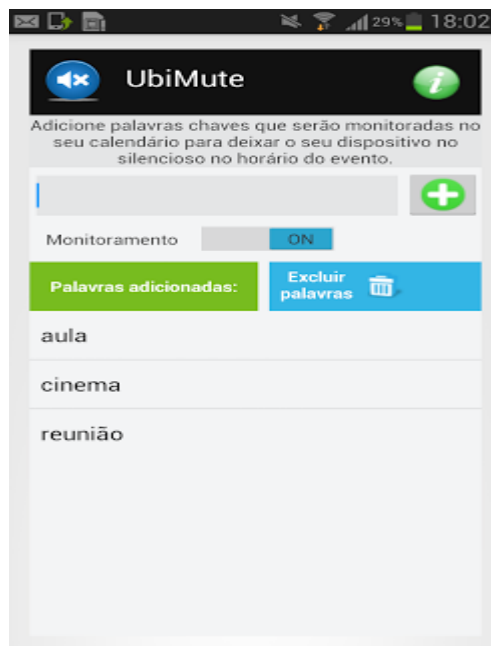 29% 18:02
UbiMute
Adicione palavras chaves que serão monitoradas no
seu calendário para deixar o seu dispositivo no
silencioso no horário do evento.
Monitoramento ON
Palavras adicionadas: Excluir
palavras
aula
cinema
reunião